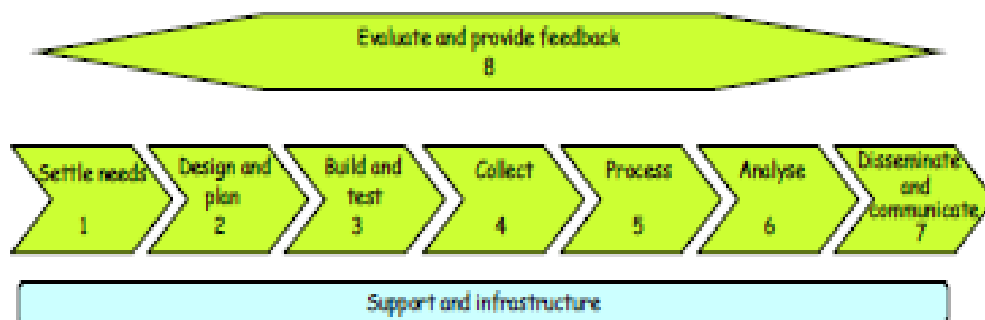 Evaluate and provide feedback
8
Settle needs
1
Design and
plan
2
Build and
test
3
Collect
4
Process
5
Analyse
6
Disseminate
and
communicate
7
Support and infrastructure